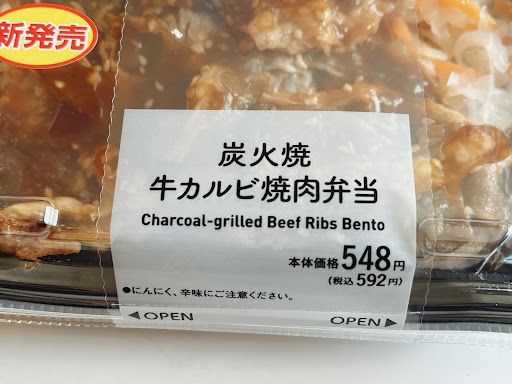 新発売
炭火焼
牛カルビ焼肉弁当
Charcoal-grilled Beef Ribs Bento
本体価格548円
(税込592円)
●にんにく、辛味にご注意ください。
◀OPEN
OPEN▶